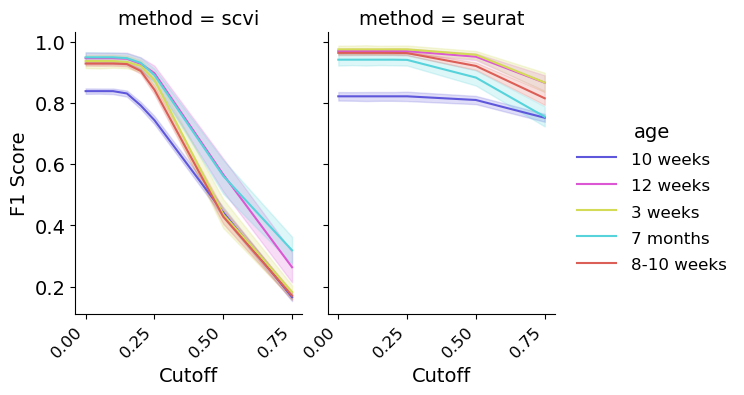 method = scvi
method = seurat
1.0
0.8
0.6
0.4
0.2
F1 Score
0.00
0.25
0.50
0.75
Cutoff
0.00
0.25
0.50
0.75
Cutoff
age
10 weeks
12 weeks
3 weeks
7 months
8-10 weeks